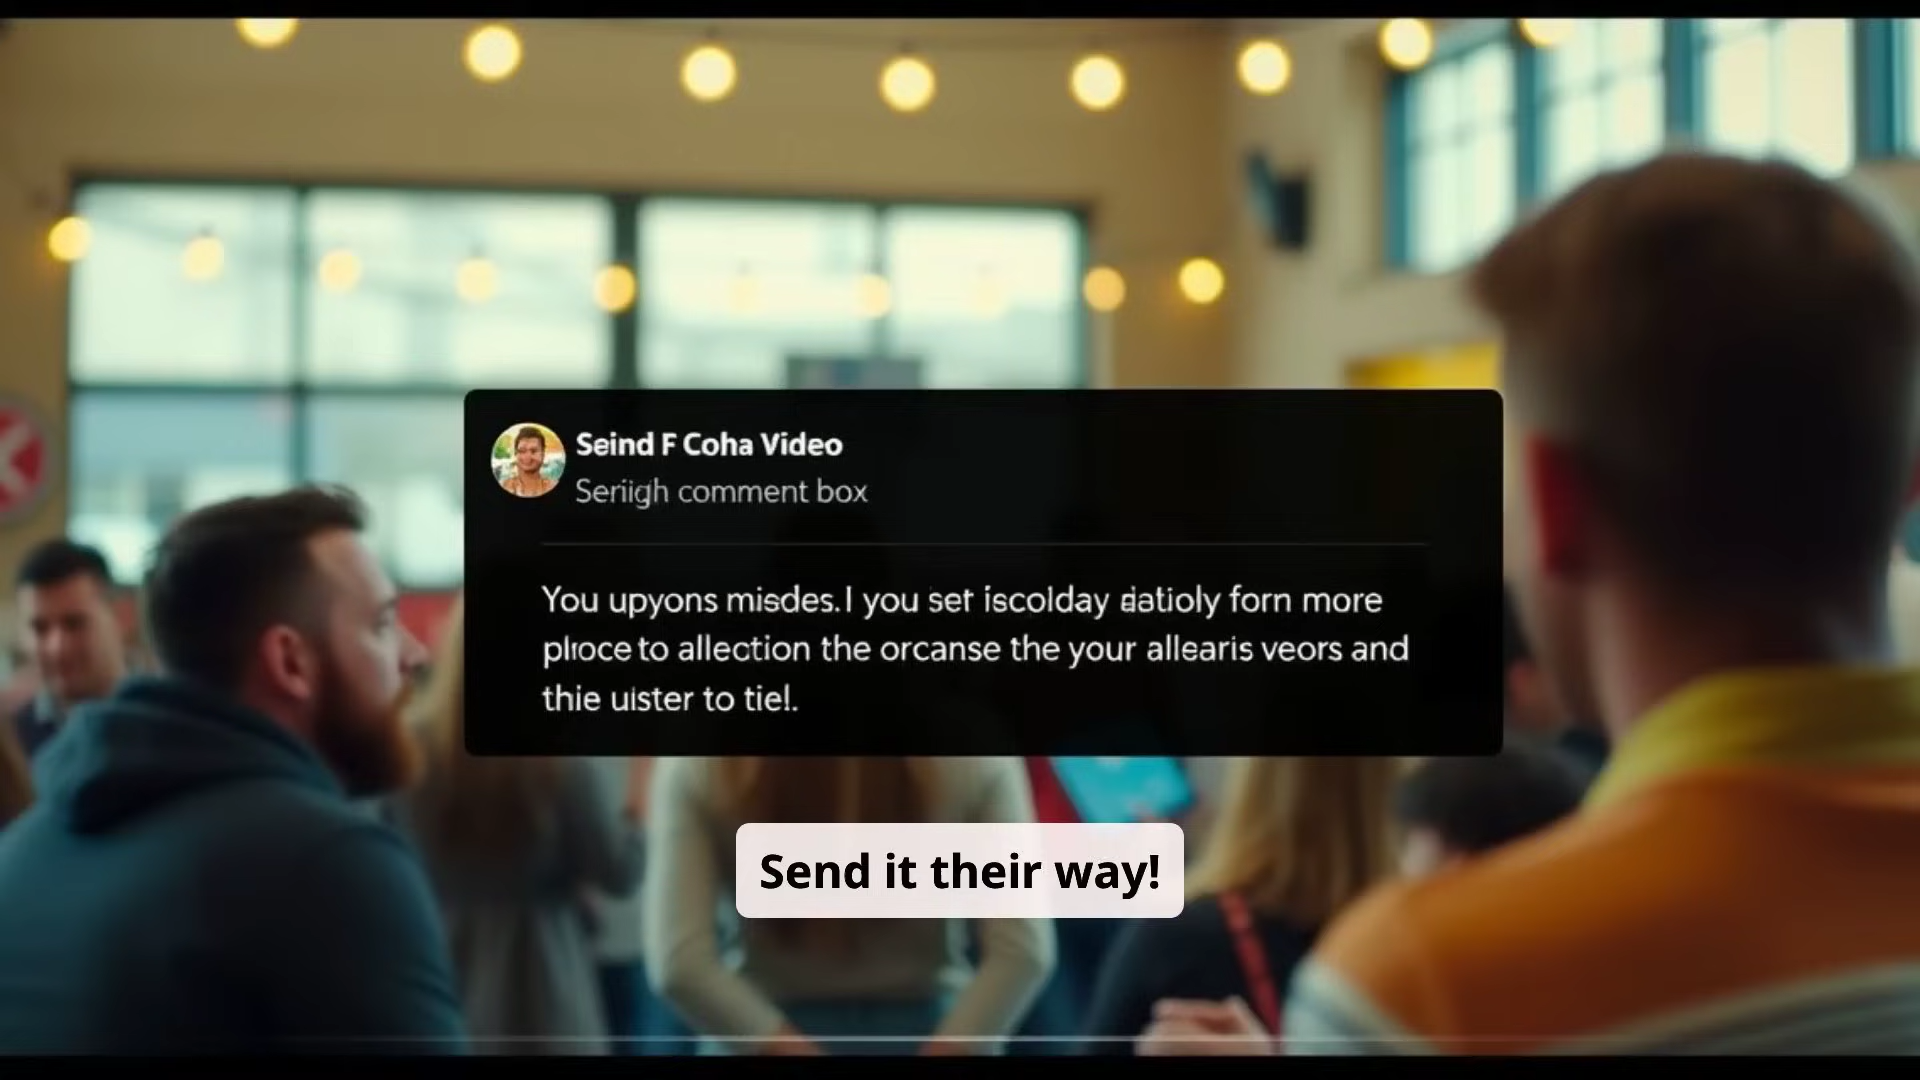 Seind F Coha Video
Seriigh comment box
You upyons misdes. I you set iscolday datioly forn more
plıoce to allection the orcanse the your allearis veors and
thie uister to tiel.
Send it their way!